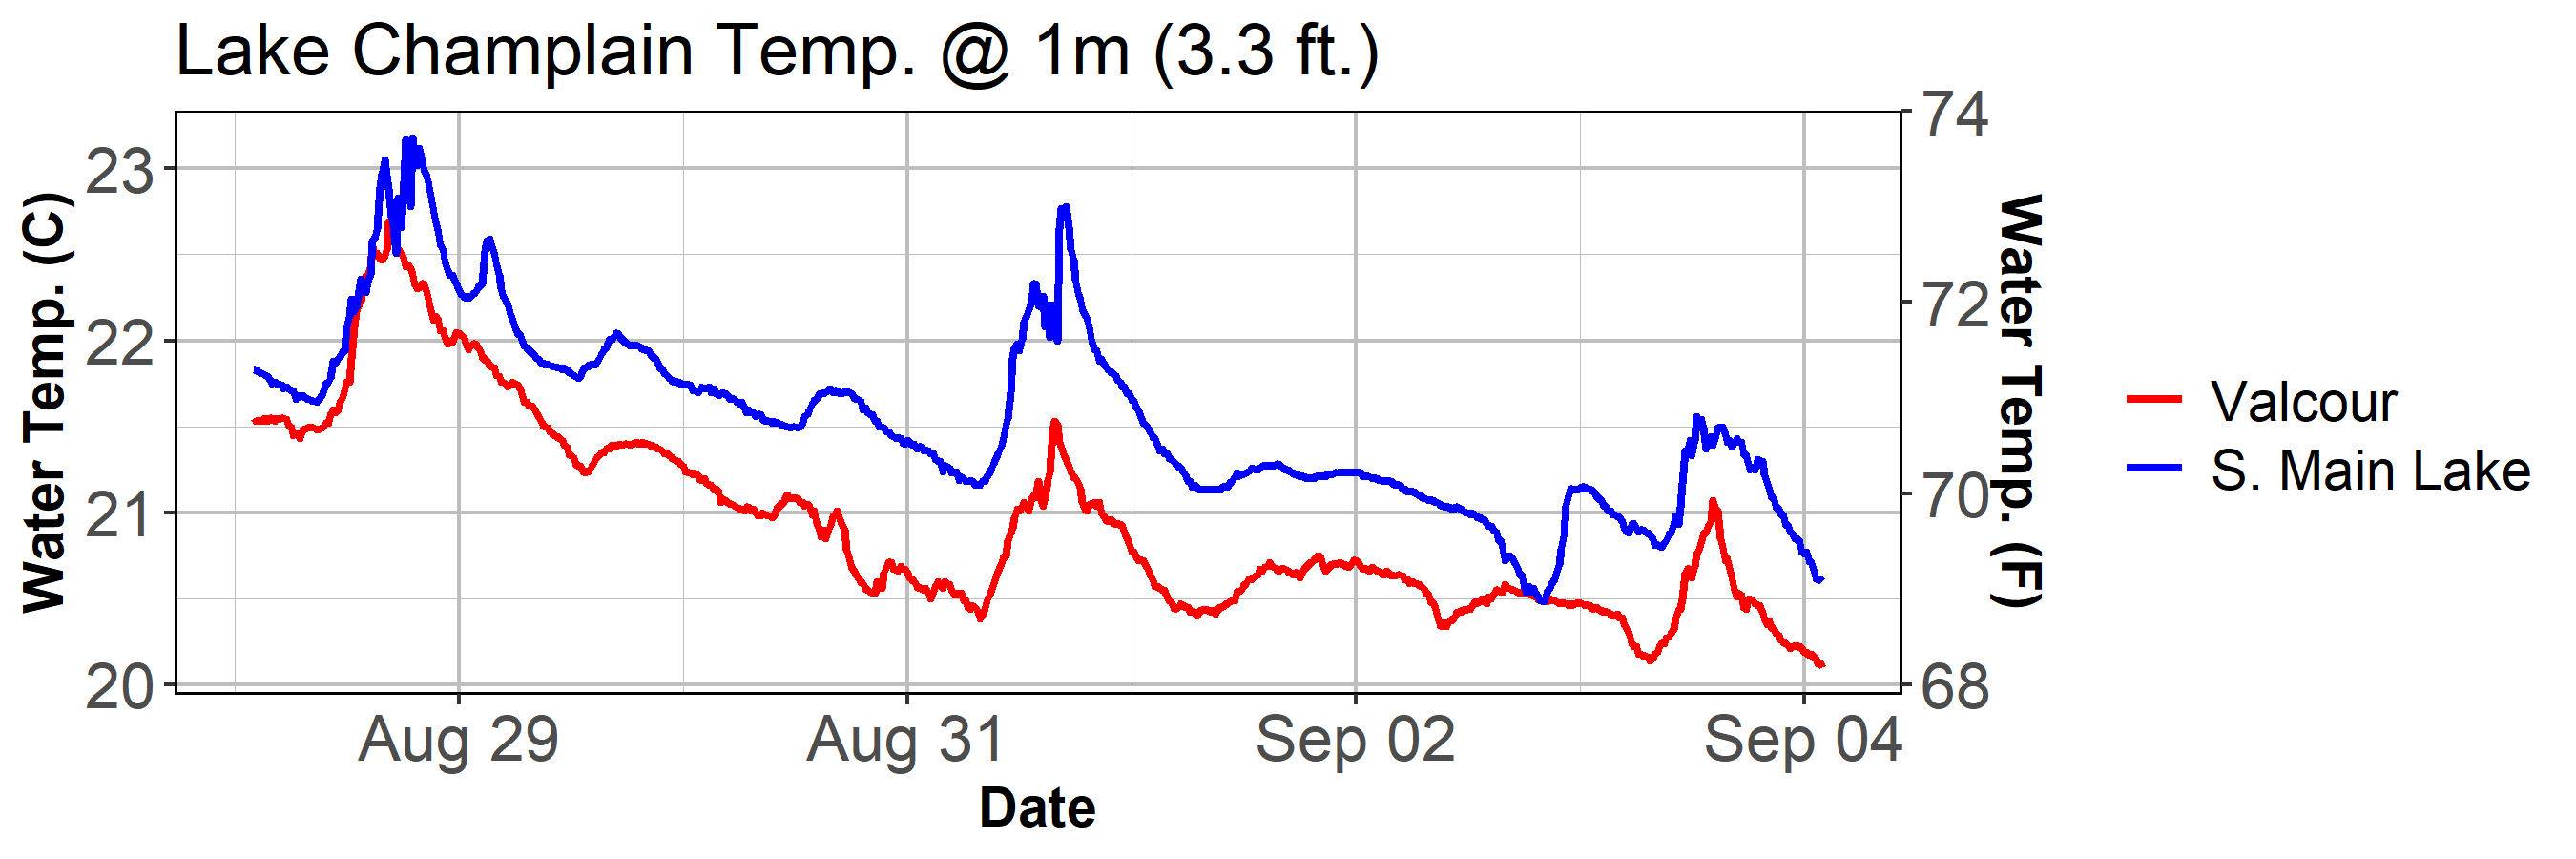 Lake Champlain Temp. @ 1m (3.3 ft.)
Water Temp. (C)
23
22
21
20
74
72
70
68
Water Temp. (F)
Aug 29
Aug 31
Sep 02
Sep 04
Date
Valcour
S. Main Lake